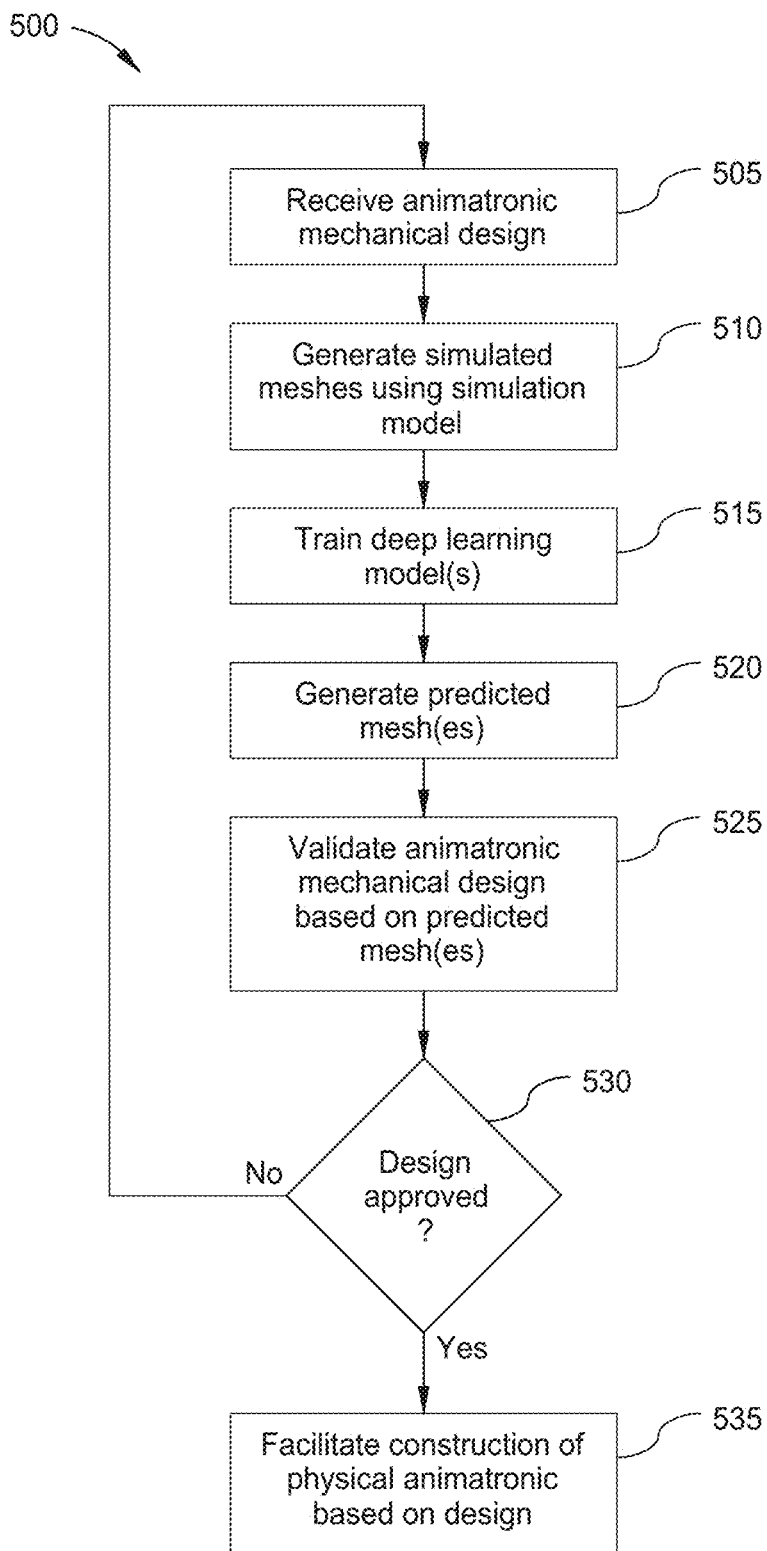 500
505
Receive animatronic
mechanical design
510
Generate simulated
meshes using simulation
model
515
Train deep learning
model(s)
520
Generate predicted
mesh(es)
525
Validate animatronic
mechanical design
based on predicted
mesh(es)
530
Design
approved
?
No
Yes
535
Facilitate construction of
physical animatronic
based on design